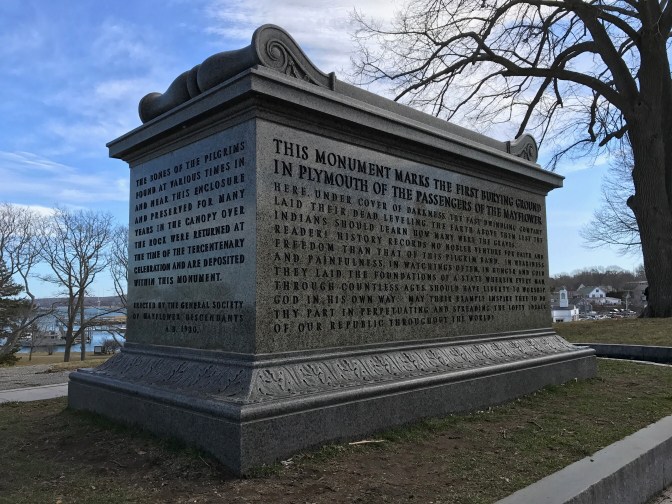 THE BONES OF THE PILGRIMS
FOUND AT VARIOUS TIMES IN
AND NEAR THIS ENCLOSURE
AND PRESERVED FOR MANY
YEARS IN THE CANOPY OVER
THE ROCK WERE RETURNED AT
THE TIME OF THE TERCENTENARY
CELEBRATION AND ARE DEPOSITED
WITHIN THIS MONUMENT.
ERECTED BY THE GENERAL SOCIETY
OF MAYFLOWER DESCENDANTS
A.D. 1920.
THIS MONUMENT MARKS THE FIRST BURYING GROUND
IN PLYMOUTH OF THE PASSENGERS OF THE MAYFLOWER.
HERE, UNDER COVER OF DARKNESS, THE FAST DWINDLING COMPANY
LAID THEIR DEAD, LEVELING THE EARTH ABOVE THEM LEST THE
INDIANS SHOULD LEARN HOW MANY WERE THE GRAVES.
READER! HISTORY RECORDS NO NOBLER VENTURE FOR FAITH AND
FREEDOM THAN THAT OF THIS PILGRIM BAND. IN WEARINESS
AND PAINFULNESS, IN WATCHINGS OFTEN, IN HUNGER AND COLD
THEY LAID THE FOUNDATIONS OF A STATE WHEREIN EVERY MAN
THROUGH COUNTLESS AGES SHOULD HAVE LIBERTY TO WORSHIP
GOD IN HIS OWN WAY. MAY THEIR EXAMPLE INSPIRE THEE TO DO
THY PART IN PERPETUATING AND SPREADING THE LOFTY IDEALS
OF OUR REPUBLIC THROUGHOUT THE WORLD!